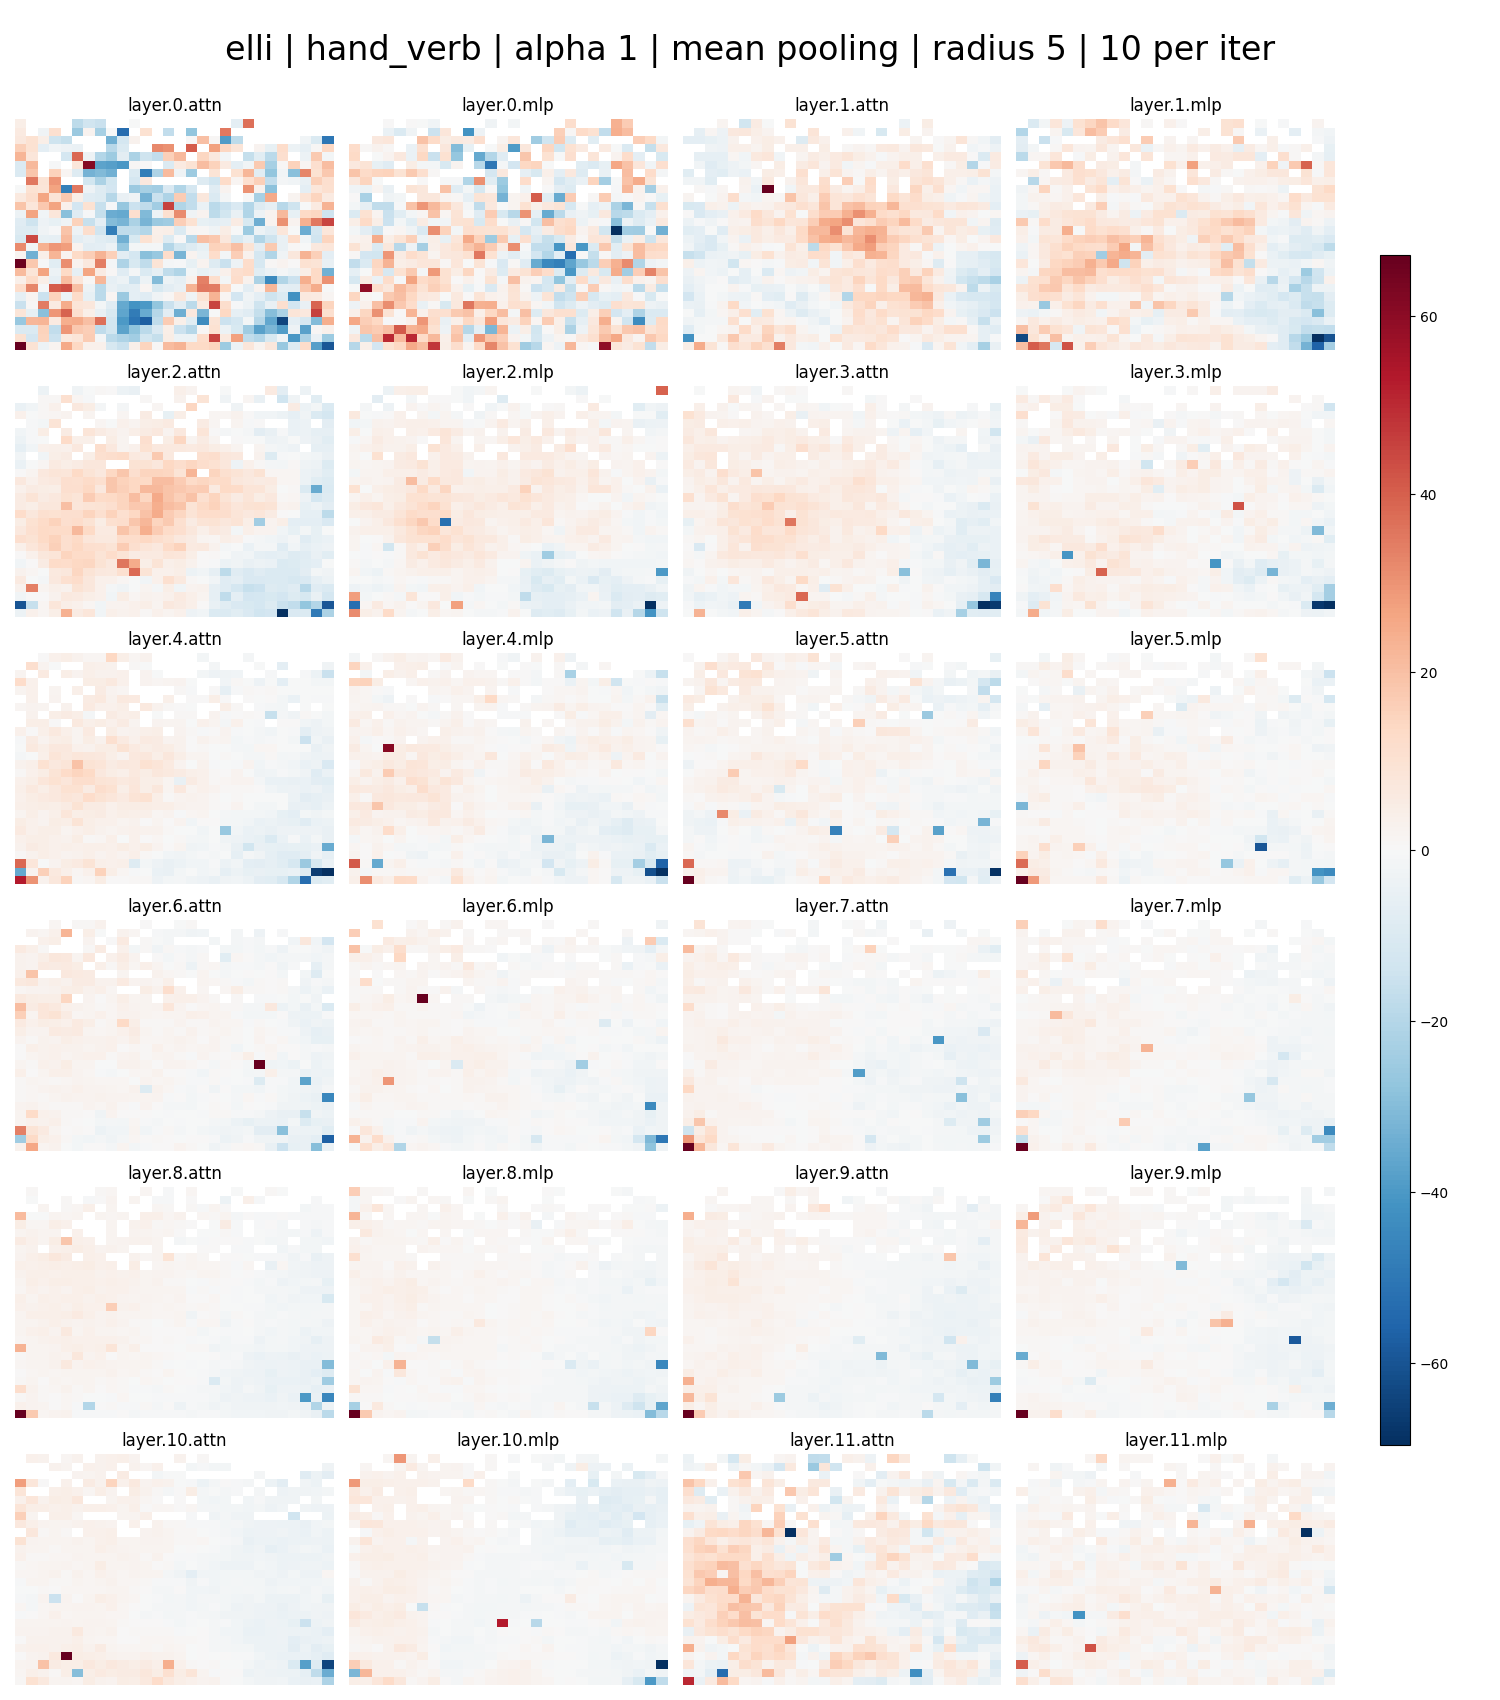 elli | hand_verb | alpha 1 | mean pooling | radius 5 | 10 per iter
layer.0.attn
layer.0.mlp
layer.1.attn
layer.1.mlp
layer.2.attn
layer.2.mlp
layer.3.attn
layer.3.mlp
layer.4.attn
layer.4.mlp
layer.5.attn
layer.5.mlp
layer.6.attn
layer.6.mlp
layer.7.attn
layer.7.mlp
layer.8.attn
layer.8.mlp
layer.9.attn
layer.9.mlp
layer.10.attn
layer.10.mlp
layer.11.attn
layer.11.mlp
60
40
20
0
−20
−40
−60